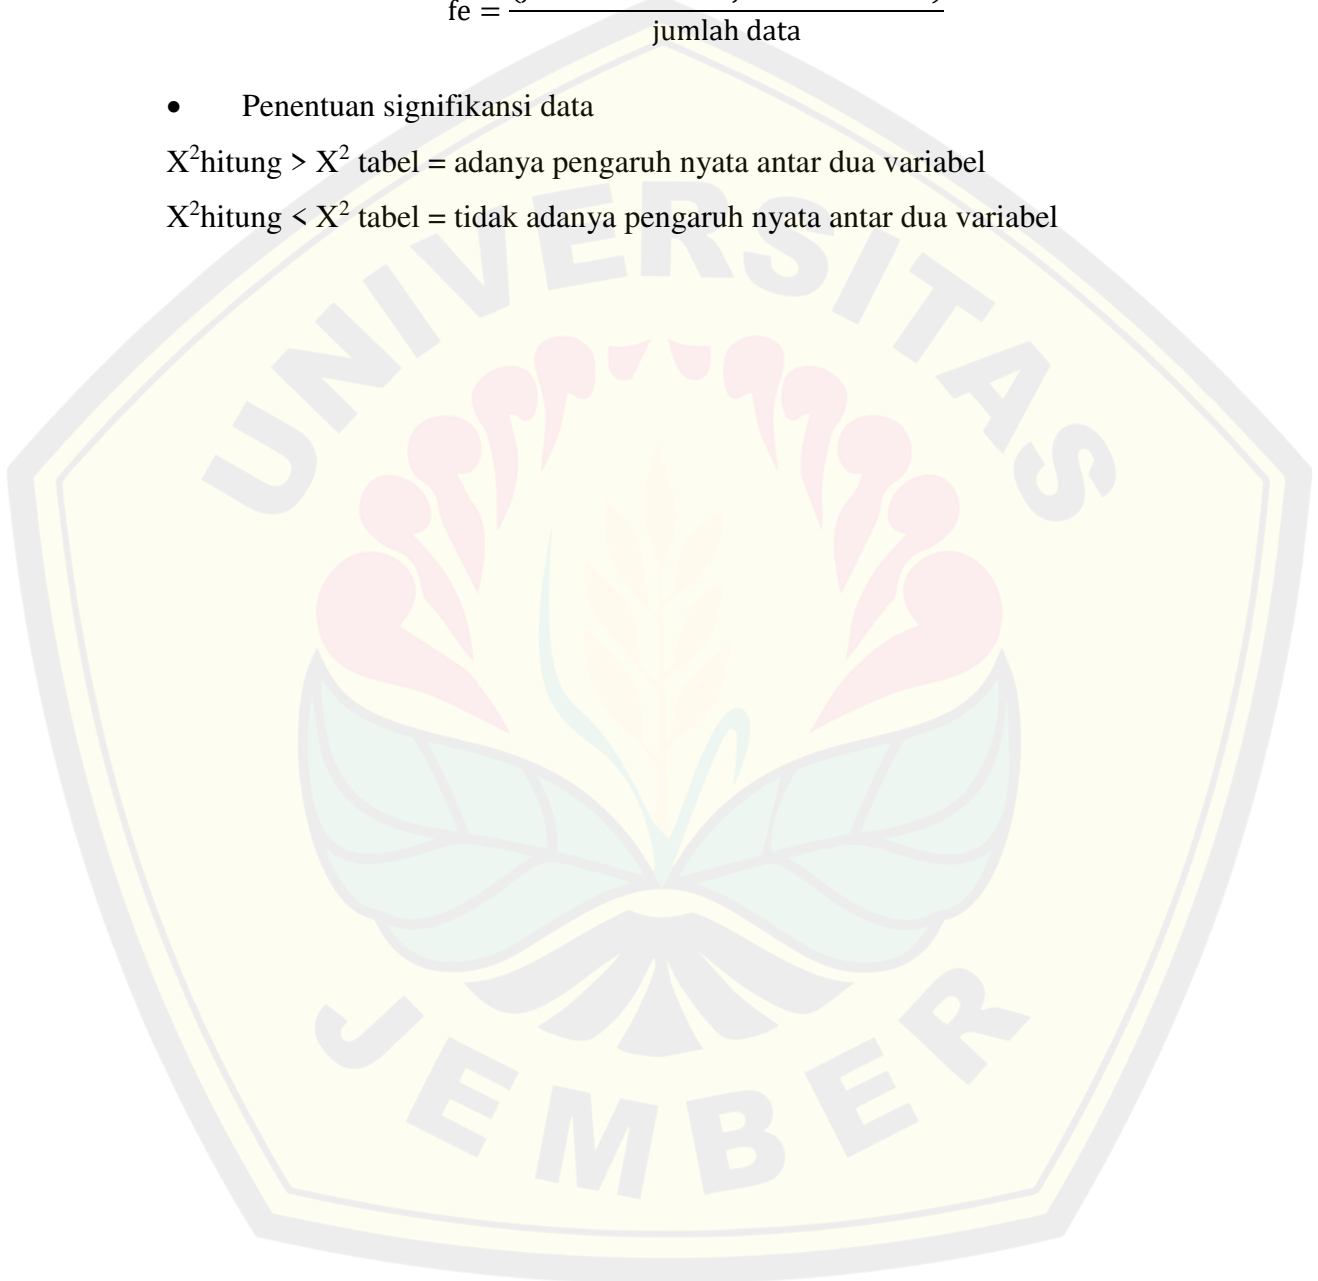 fe =
jumlah data
• Penentuan signifikansi data
X²hitung > X² tabel = adanya pengaruh nyata antar dua variabel
X²hitung < X² tabel = tidak adanya pengaruh nyata antar dua variabel
UNIVERSITAS
JEMBER